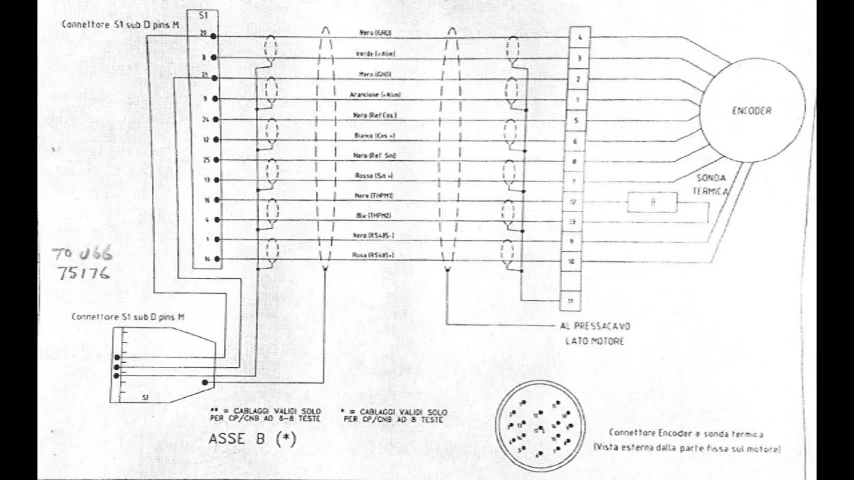 S1
Connettore S1 sub D pins M
20 Nero (GND) 4
8 Verde (+Alim) 3
21 Nero (GND) 2
9 Arancione (+Alim) 1
24 Nero (Ref Cos) 5
12 Bianco (Cos +) 6
25 Nero (Ref Sin) 8
13 Rosso (Sin +) 7
ENCODER
SONDA
TERMICA
Nero (THPM1) 12
θ
4 Blu (THPM2) 13
1 Nero (RS485-) 9
14 Rosa (RS485+) 10
11
TO U66
75176
Connettore S1 sub D pins M
S1
AL PRESSACAVO
LATO MOTORE
** = CABLAGGI VALIDI SOLO
PER CP/CNB AD 6-8 TESTE
* = CABLAGGI VALIDI SOLO
PER CP/CNB AD 8 TESTE
ASSE B (*)
Connettore Encoder e sonda termica
(Vista esterna dalla parte fissa sul motore)